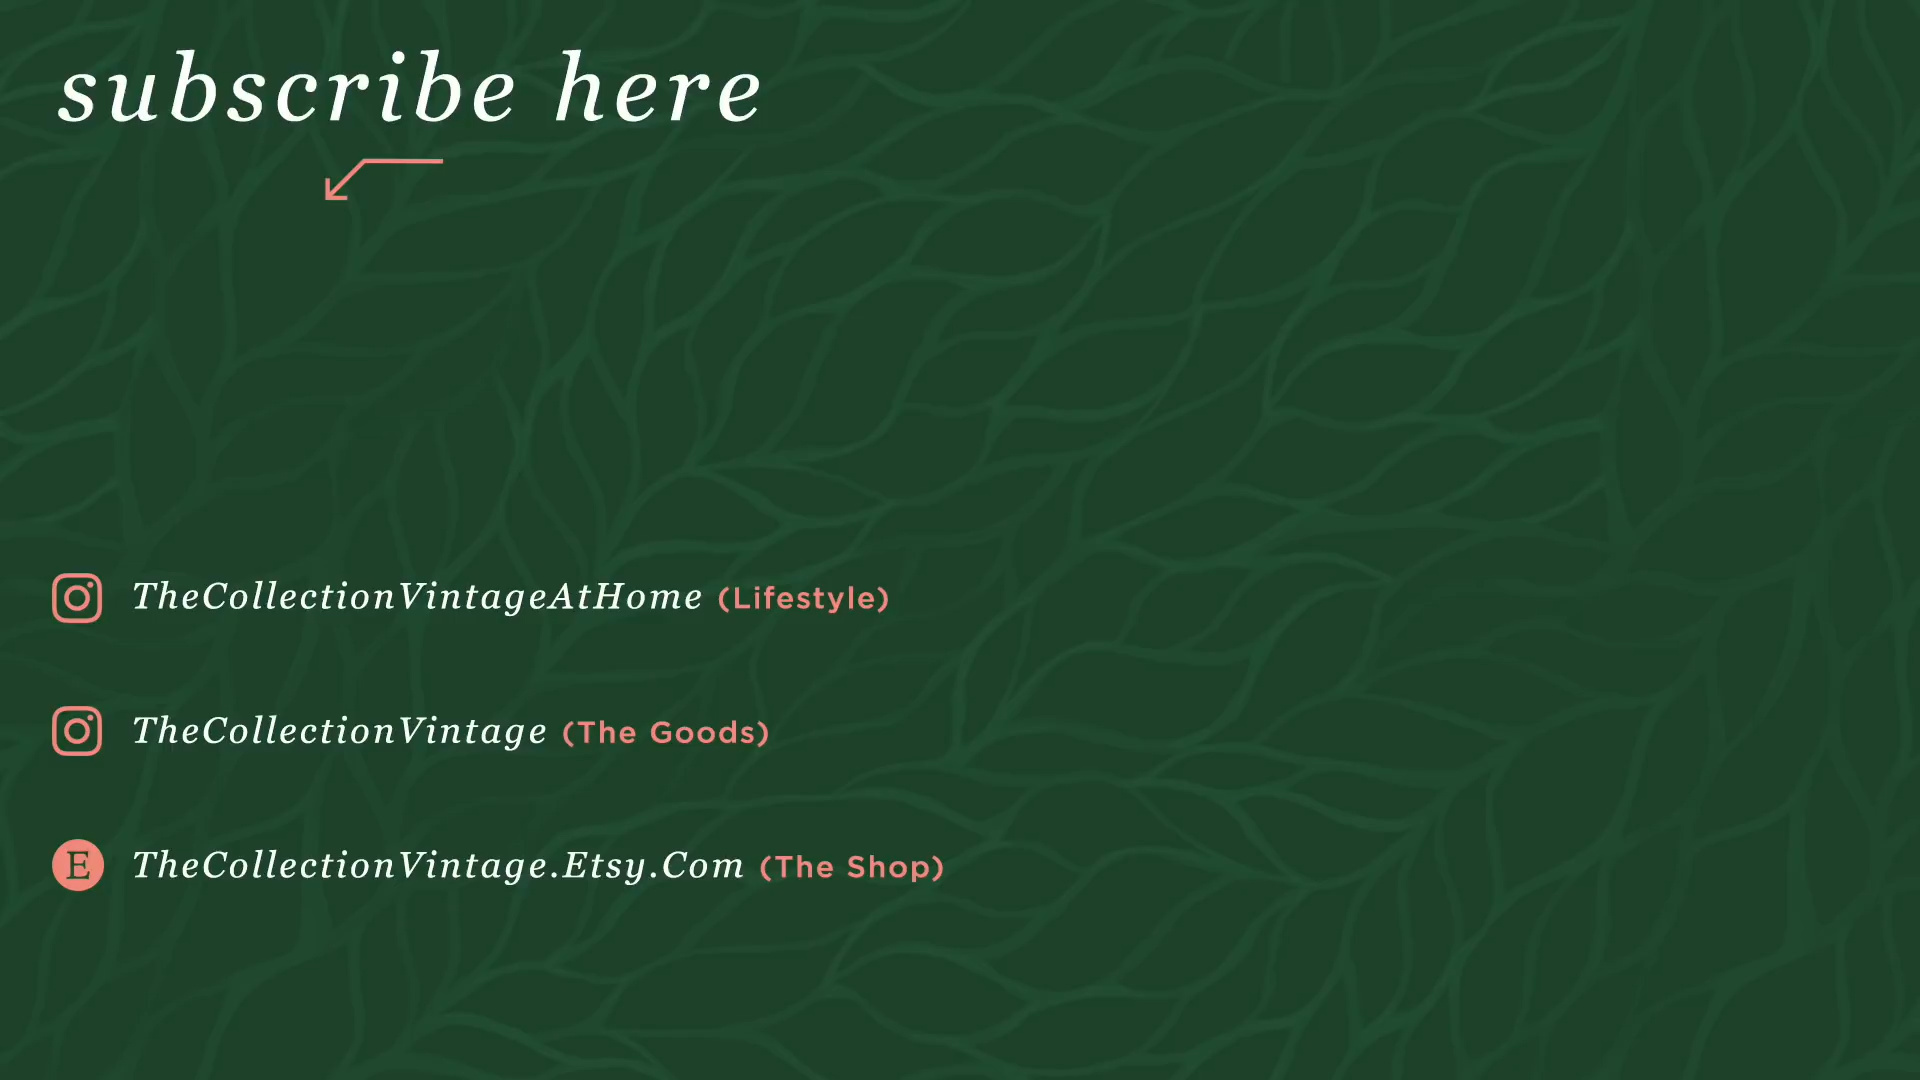 subscribe here
TheCollectionVintageAtHome (Lifestyle)
TheCollectionVintage (The Goods)
E TheCollectionVintage.Etsy.Com (The Shop)